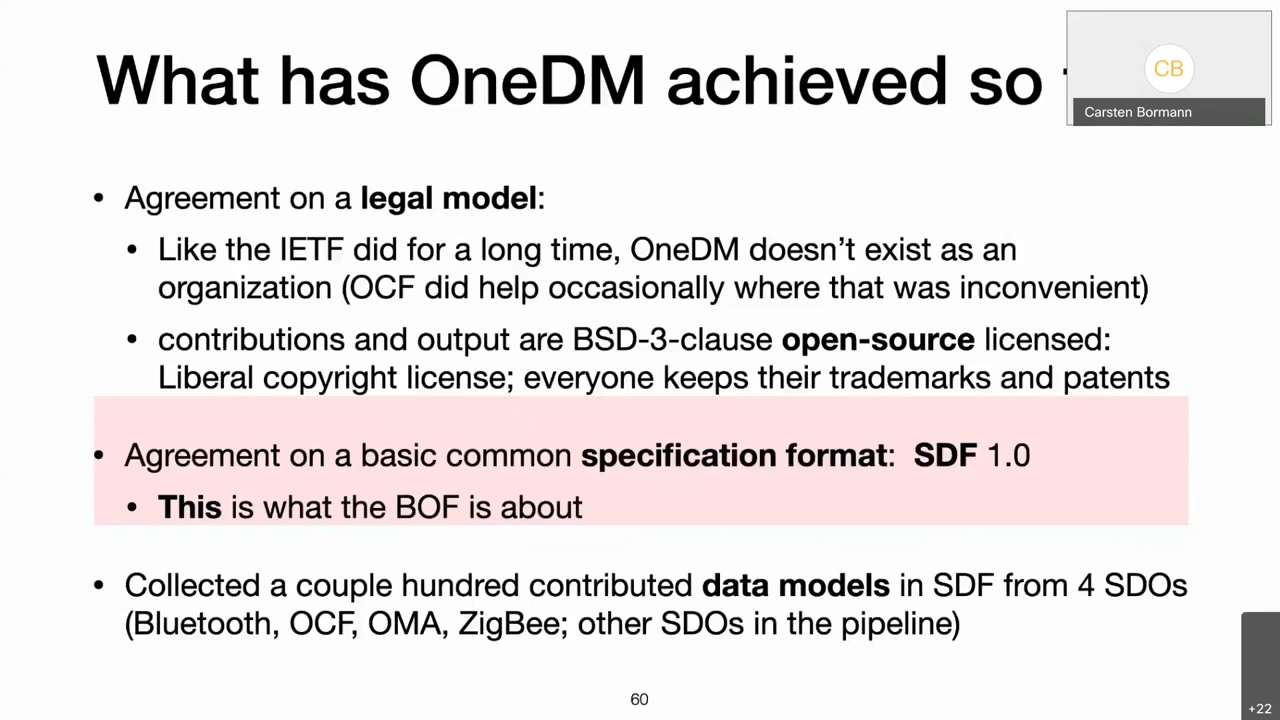 What has OneDM achieved so
CB
Carsten Bormann
• Agreement on a legal model:
• Like the IETF did for a long time, OneDM doesn’t exist as an
organization (OCF did help occasionally where that was inconvenient)
• contributions and output are BSD-3-clause open-source licensed:
Liberal copyright license; everyone keeps their trademarks and patents
• Agreement on a basic common specification format: SDF 1.0
• This is what the BOF is about
• Collected a couple hundred contributed data models in SDF from 4 SDOs
(Bluetooth, OCF, OMA, ZigBee; other SDOs in the pipeline)
60
+22